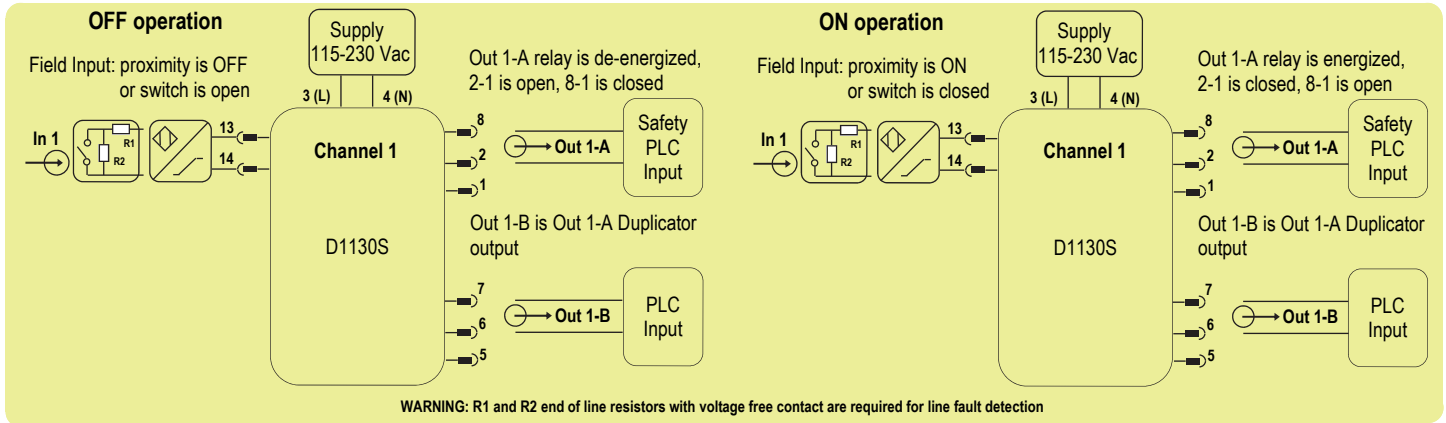 OFF operation
Supply
115-230 Vac
3 (L)
4 (N)
Field Input: proximity is OFF
or switch is open
In 1
R1
R2
13
14
Channel 1
D1130S
Out 1-A relay is de-energized,
2-1 is open, 8-1 is closed
8
2
1
Out 1-A
Safety
PLC
Input
Out 1-B is Out 1-A Duplicator
output
7
6
5
Out 1-B
PLC
Input
ON operation
Supply
115-230 Vac
3 (L)
4 (N)
Field Input: proximity is ON
or switch is closed
In 1
R1
R2
13
14
Channel 1
D1130S
Out 1-A relay is energized,
2-1 is closed, 8-1 is open
8
2
1
Out 1-A
Safety
PLC
Input
Out 1-B is Out 1-A Duplicator
output
7
6
5
Out 1-B
PLC
Input
WARNING: R1 and R2 end of line resistors with voltage free contact are required for line fault detection